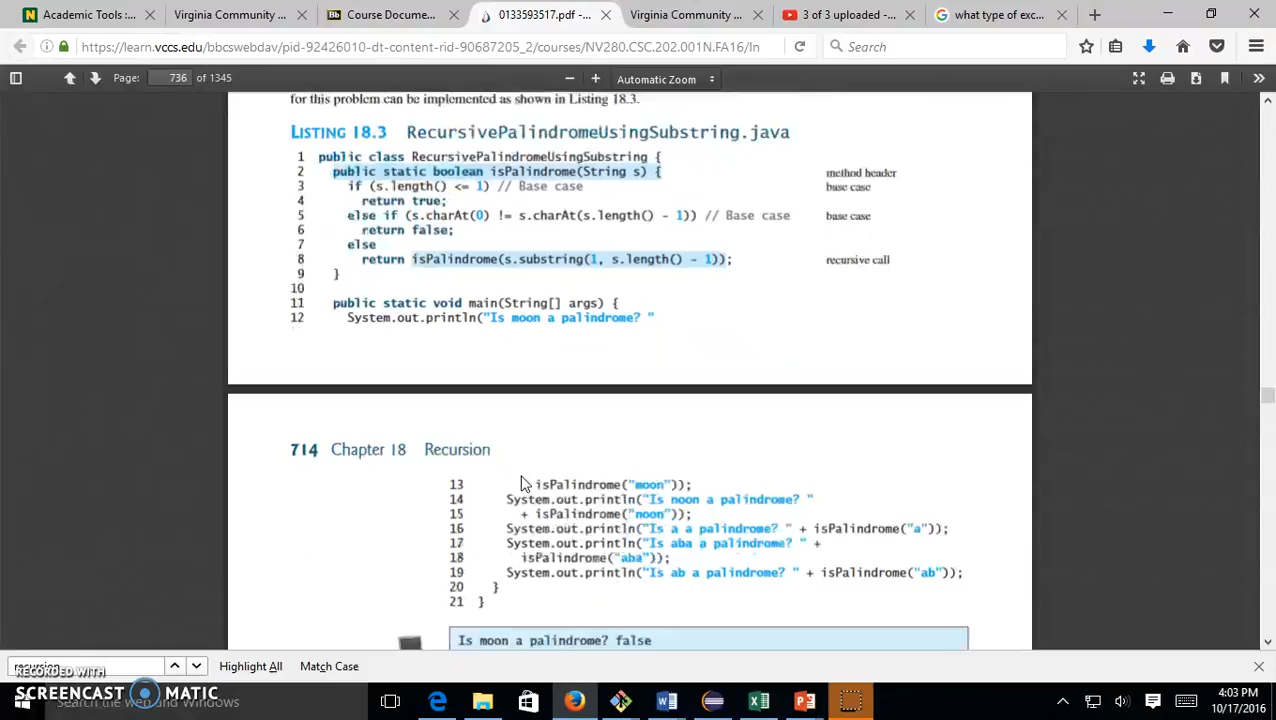 Academic Tools :...
Virginia Community ...
Bb Course Documen...
0133593517.pdf - ...
Virginia Community ...
3 of 3 uploaded - ...
what type of exc...
https://learn.vccs.edu/bbcswebdav/pid-92426010-dt-content-rid-90687205_2/courses/NV280.CSC.202.001N.FA16/In
Search
Page: 736 of 1345
Automatic Zoom
for this problem can be implemented as shown in Listing 18.3.
LISTING 18.3 RecursivePalindromeUsingSubstring.java
1 public class RecursivePalindromeUsingSubstring {
2 public static boolean isPalindrome(String s) { method header
3 if (s.length() <= 1) // Base case base case
4 return true;
5 else if (s.charAt(0) != s.charAt(s.length() - 1)) // Base case base case
6 return false;
7 else
8 return isPalindrome(s.substring(1, s.length() - 1)); recursive call
9 }
10
11 public static void main(String[] args) {
12 System.out.println("Is moon a palindrome? "
714 Chapter 18 Recursion
13 isPalindrome("moon"));
14 System.out.println("Is noon a palindrome? "
15 + isPalindrome("noon"));
16 System.out.println("Is a a palindrome? " + isPalindrome("a"));
17 System.out.println("Is aba a palindrome? " +
18 isPalindrome("aba"));
19 System.out.println("Is ab a palindrome? " + isPalindrome("ab"));
20 }
21 }
Is moon a palindrome? false
recursion
Highlight All
Match Case
RECORDED WITH
SCREENCAST MATIC
Search the web and Windows
4:03 PM
10/17/2016